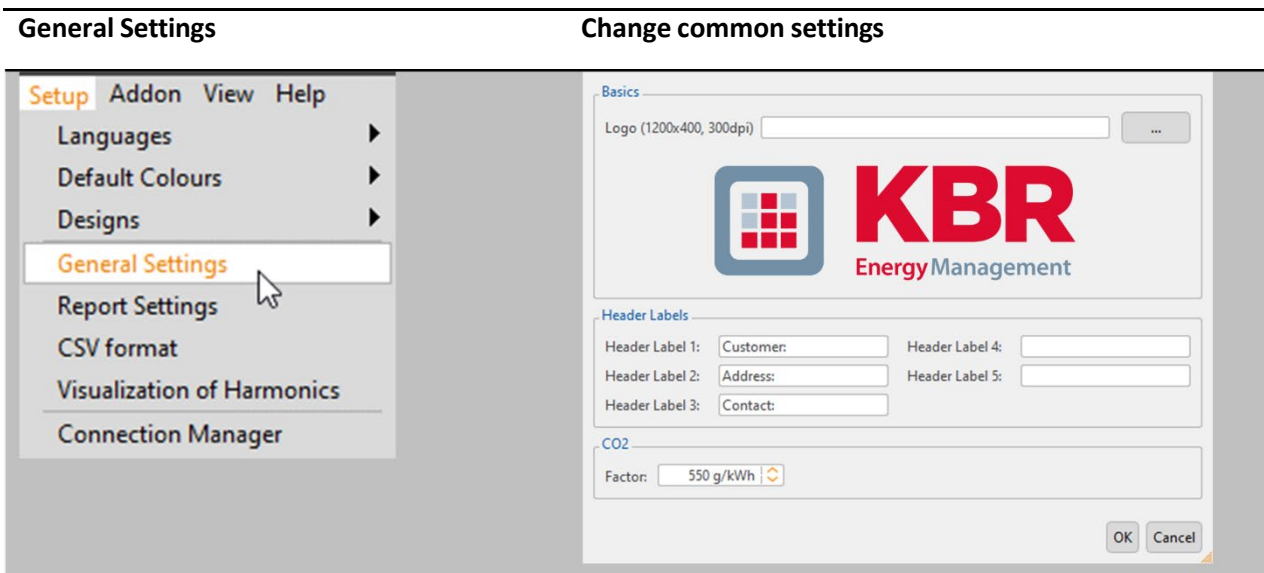 General Settings
Change common settings
Setup Addon View Help
Languages
Default Colours
Designs
General Settings
Report Settings
CSV format
Visualization of Harmonics
Connection Manager
Basics
Logo (1200x400, 300dpi) ...
KBR
EnergyManagement
Header Labels
Header Label 1: Customer: Header Label 4:
Header Label 2: Address: Header Label 5:
Header Label 3: Contact:
CO2
Factor: 550 g/kWh
OK Cancel